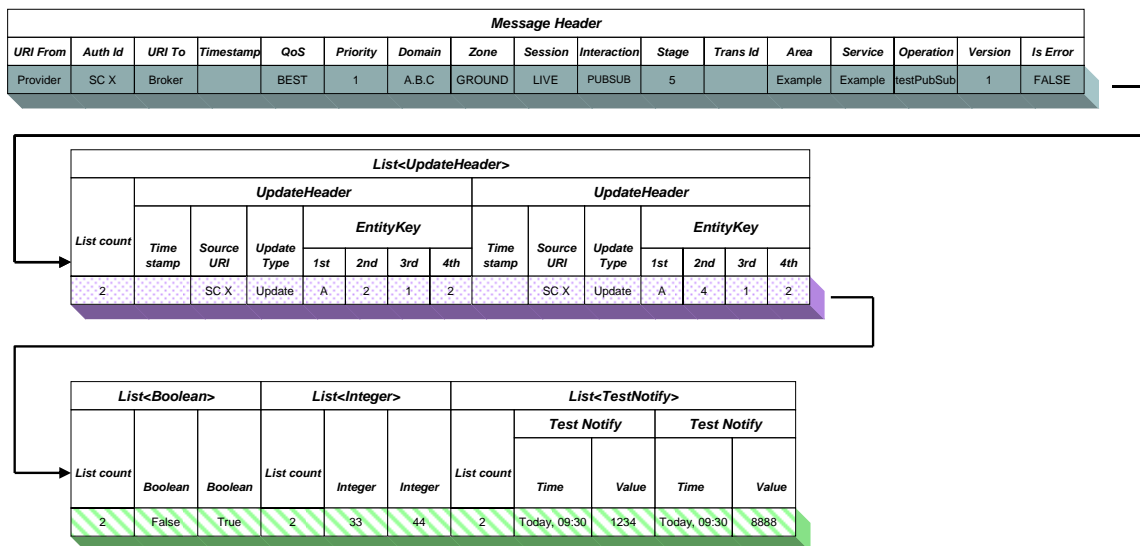 Message Header
URI From Auth Id URI To Timestamp QoS Priority Domain Zone Session Interaction Stage Trans Id Area Service Operation Version Is Error
Provider SC X Broker BEST 1 A.B.C GROUND LIVE PUBSUB 5 Example Example testPubSub 1 FALSE
List<UpdateHeader>
UpdateHeader UpdateHeader
List count Time stamp Source URI Update Type EntityKey Time stamp Source URI Update Type EntityKey
1st 2nd 3rd 4th 1st 2nd 3rd 4th
2 SC X Update A 2 1 2 SC X Update A 4 1 2
List<Boolean> List<Integer> List<TestNotify>
Test Notify Test Notify
List count Boolean Boolean List count Integer Integer List count Time Value Time Value
2 False True 2 33 44 2 Today, 09:30 1234 Today, 09:30 8888